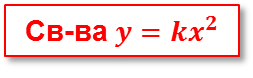 Св-ва y = kx²